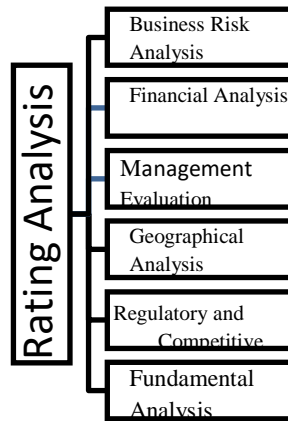 Rating Analysis
Business Risk
Analysis
Financial Analysis
Management
Evaluation
Geographical
Analysis
Regulatory and
Competitive
Fundamental
Analysis